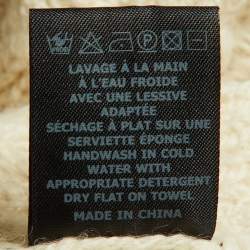 LAVAGE À LA MAIN
À L'EAU FROIDE
AVEC UNE LESSIVE
ADAPTÉE
SÉCHAGE À PLAT SUR UNE
SERVIETTE ÉPONGE
HANDWASH IN COLD
WATER WITH
APPROPRIATE DETERGENT
DRY FLAT ON TOWEL
MADE IN CHINA